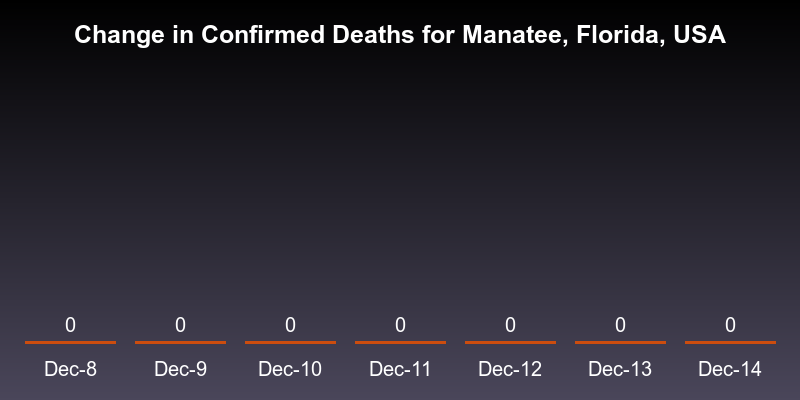 Change in Confirmed Deaths for Manatee, Florida, USA
0 0 0 0 0 0 0
Dec-8 Dec-9 Dec-10 Dec-11 Dec-12 Dec-13 Dec-14